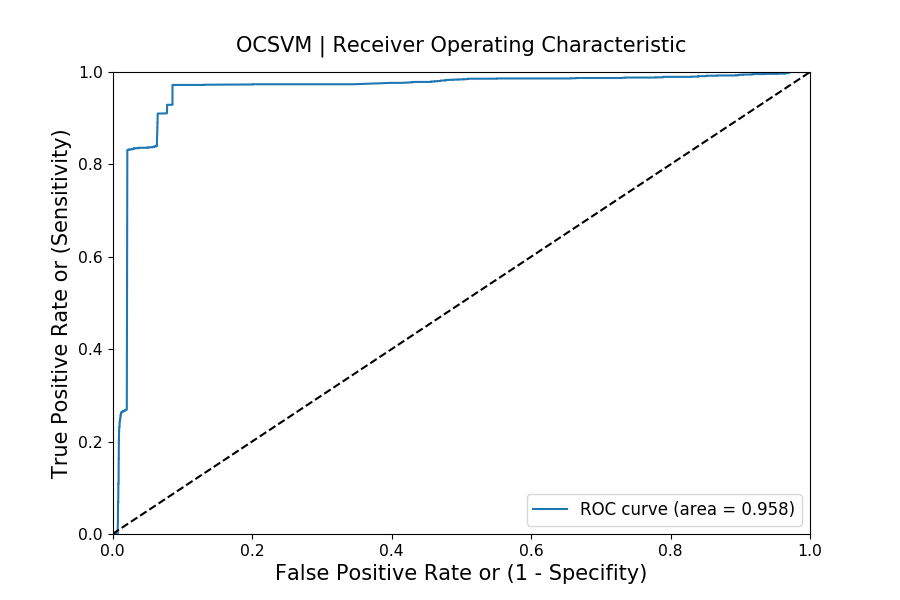 OCSVM | Receiver Operating Characteristic
True Positive Rate or (Sensitivity)
1.0
0.8
0.6
0.4
0.2
0.0
ROC curve (area = 0.958)
0.0 0.2 0.4 0.6 0.8 1.0
False Positive Rate or (1 - Specifity)